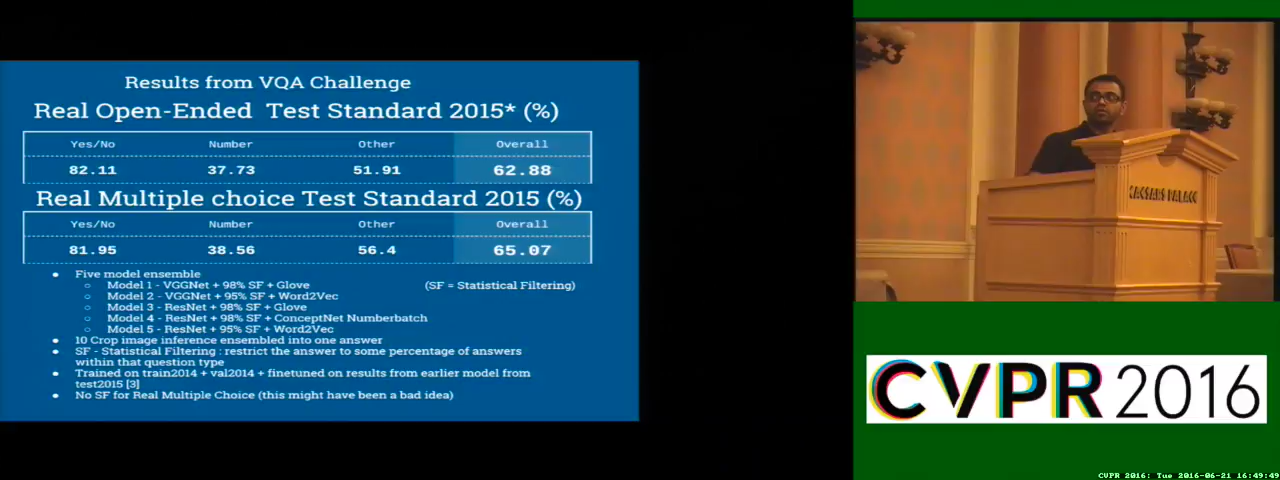 Results from VQA Challenge
Real Open-Ended Test Standard 2015* (%)
Yes/No Number Other Overall
82.11 37.73 51.91 62.88
Real Multiple choice Test Standard 2015 (%)
Yes/No Number Other Overall
81.95 38.56 56.4 65.07
● Five model ensemble
○ Model 1 - VGGNet + 98% SF + Glove (SF = Statistical Filtering)
○ Model 2 - VGGNet + 95% SF + Word2Vec
○ Model 3 - ResNet + 98% SF + Glove
○ Model 4 - ResNet + 98% SF + ConceptNet Numberbatch
○ Model 5 - ResNet + 95% SF + Word2Vec
● 10 Crop image inference ensembled into one answer
● SF - Statistical Filtering : restrict the answer to some percentage of answers
within that question type
● Trained on train2014 + val2014 + finetuned on results from earlier model from
test2015 [3]
● No SF for Real Multiple Choice (this might have been a bad idea)
CAESARS PALACE
CVPR 2016
CVPR 2016: Tue 2016-06-21 16:49:49